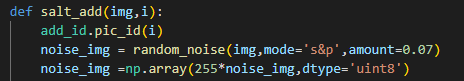 def salt_add(img,i):
    add_id.pic_id(i)
    noise_img = random_noise(img,mode='s&p',amount=0.07)
    noise_img =np.array(255*noise_img,dtype='uint8')